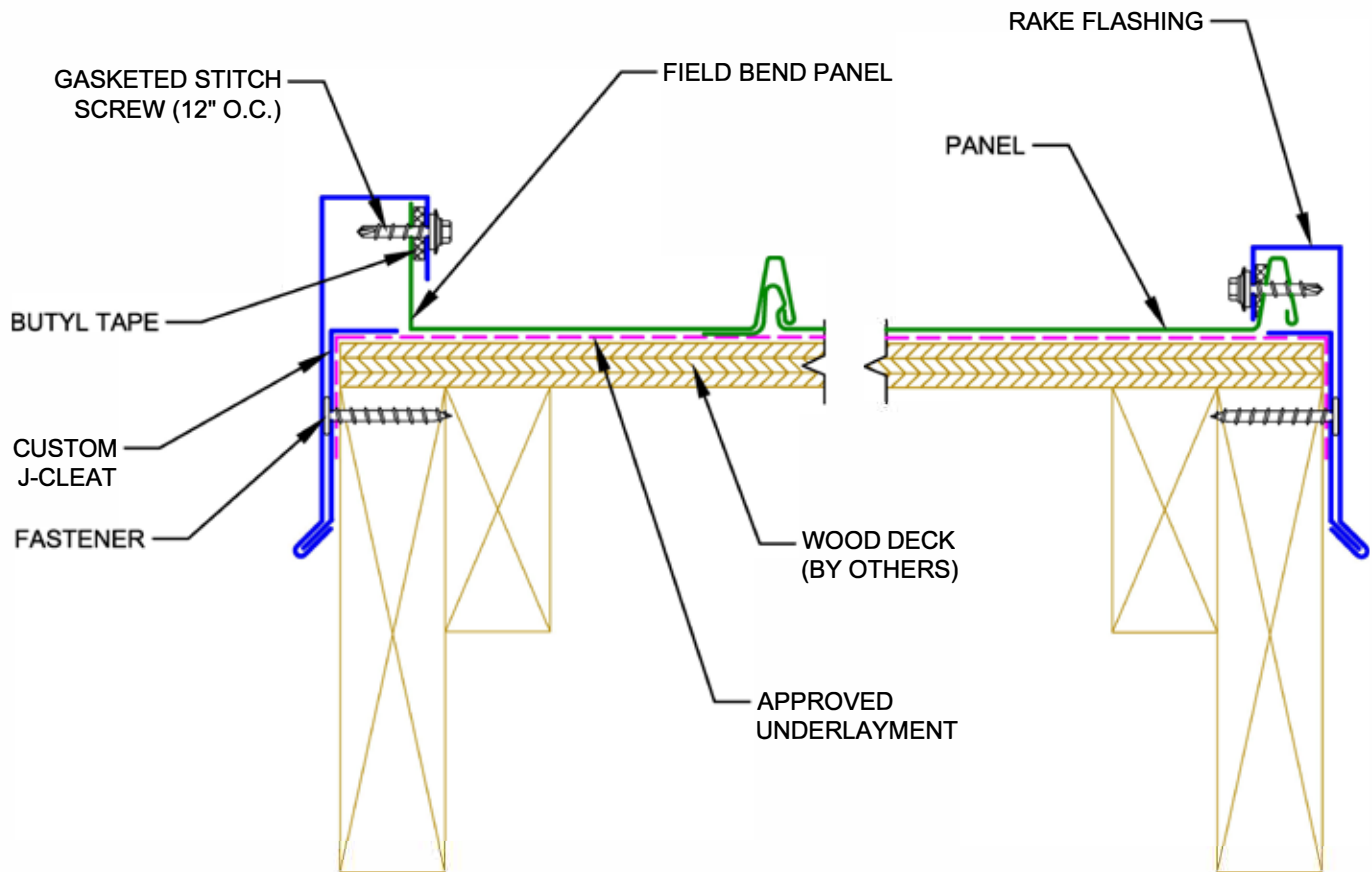 RAKE FLASHING
GASKETED STITCH
SCREW (12" O.C.)
FIELD BEND PANEL
PANEL
BUTYL TAPE
CUSTOM
J-CLEAT
FASTENER
WOOD DECK
(BY OTHERS)
APPROVED
UNDERLAYMENT